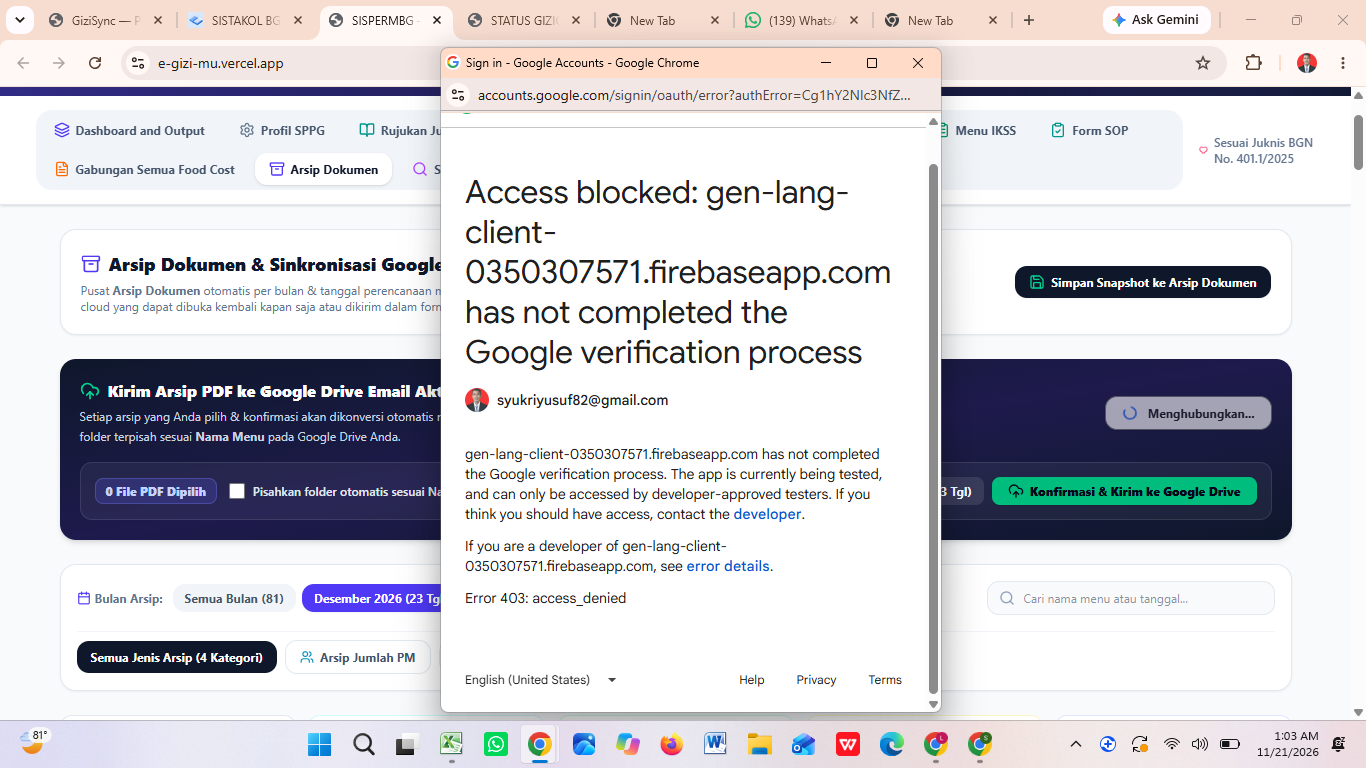 GiziSync — P
SISTAKOL BG
SISPERMBG -
STATUS GIZI
New Tab
(139) Whats
New Tab
Ask Gemini
e-gizi-mu.vercel.app
Sign in - Google Accounts - Google Chrome
accounts.google.com/signin/oauth/error?authError=Cg1hY2Nlc3NfZ...
Dashboard and Output
Profil SPPG
Rujukan Ju
Menu IKSS
Form SOP
Gabungan Semua Food Cost
Arsip Dokumen
S
Sesuai Juknis BGN
No. 401.1/2025
Arsip Dokumen & Sinkronisasi Google
Pusat Arsip Dokumen otomatis per bulan & tanggal perencanaan m
cloud yang dapat dibuka kembali kapan saja atau dikirim dalam form
Simpan Snapshot ke Arsip Dokumen
Kirim Arsip PDF ke Google Drive Email Akt
Setiap arsip yang Anda pilih & konfirmasi akan dikonversi otomatis
folder terpisah sesuai Nama Menu pada Google Drive Anda.
Menghubungkan...
0 File PDF Dipilih
Pisahkan folder otomatis sesuai Na
3 Tgl)
Konfirmasi & Kirim ke Google Drive
Bulan Arsip:
Semua Bulan (81)
Desember 2026 (23 Tg
Cari nama menu atau tanggal...
Semua Jenis Arsip (4 Kategori)
Arsip Jumlah PM
Access blocked: gen-lang-
client-
0350307571.firebaseapp.com
has not completed the
Google verification process
syukriyusuf82@gmail.com
gen-lang-client-0350307571.firebaseapp.com has not completed
the Google verification process. The app is currently being tested,
and can only be accessed by developer-approved testers. If you
think you should have access, contact the developer.
If you are a developer of gen-lang-client-
0350307571.firebaseapp.com, see error details.
Error 403: access_denied
English (United States)
Help
Privacy
Terms
81°
1:03 AM
11/21/2026